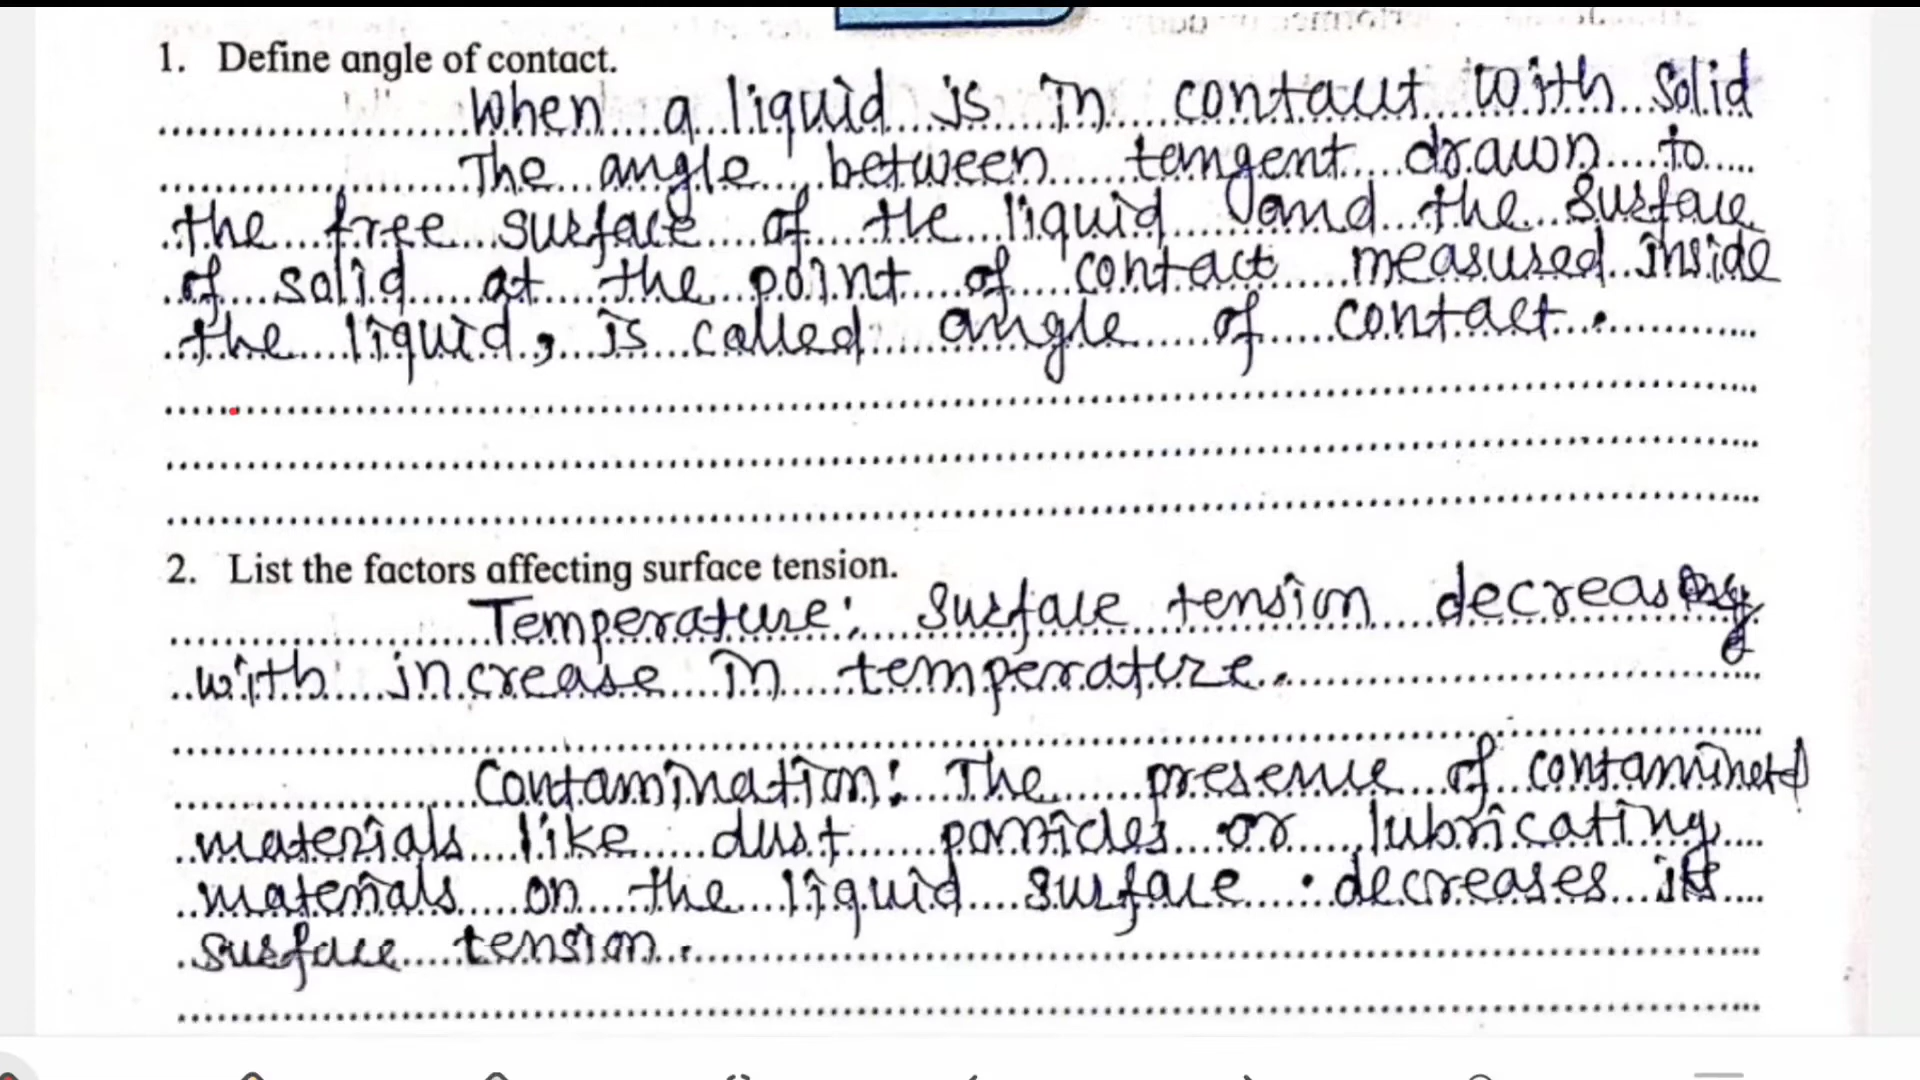 1. Define angle of contact.
When a liquid is in contact with solid
The angle between tangent drawn to
the free surface of the liquid and the surface
of solid at the point of contact measured inside
the liquid, is called angle of contact.
2. List the factors affecting surface tension.
Temperature: surface tension decreases
with increase in temperature.
Contamination: The presence of contaminated
materials like dust particles or lubricating
materials on the liquid surface decreases its
surface tension.